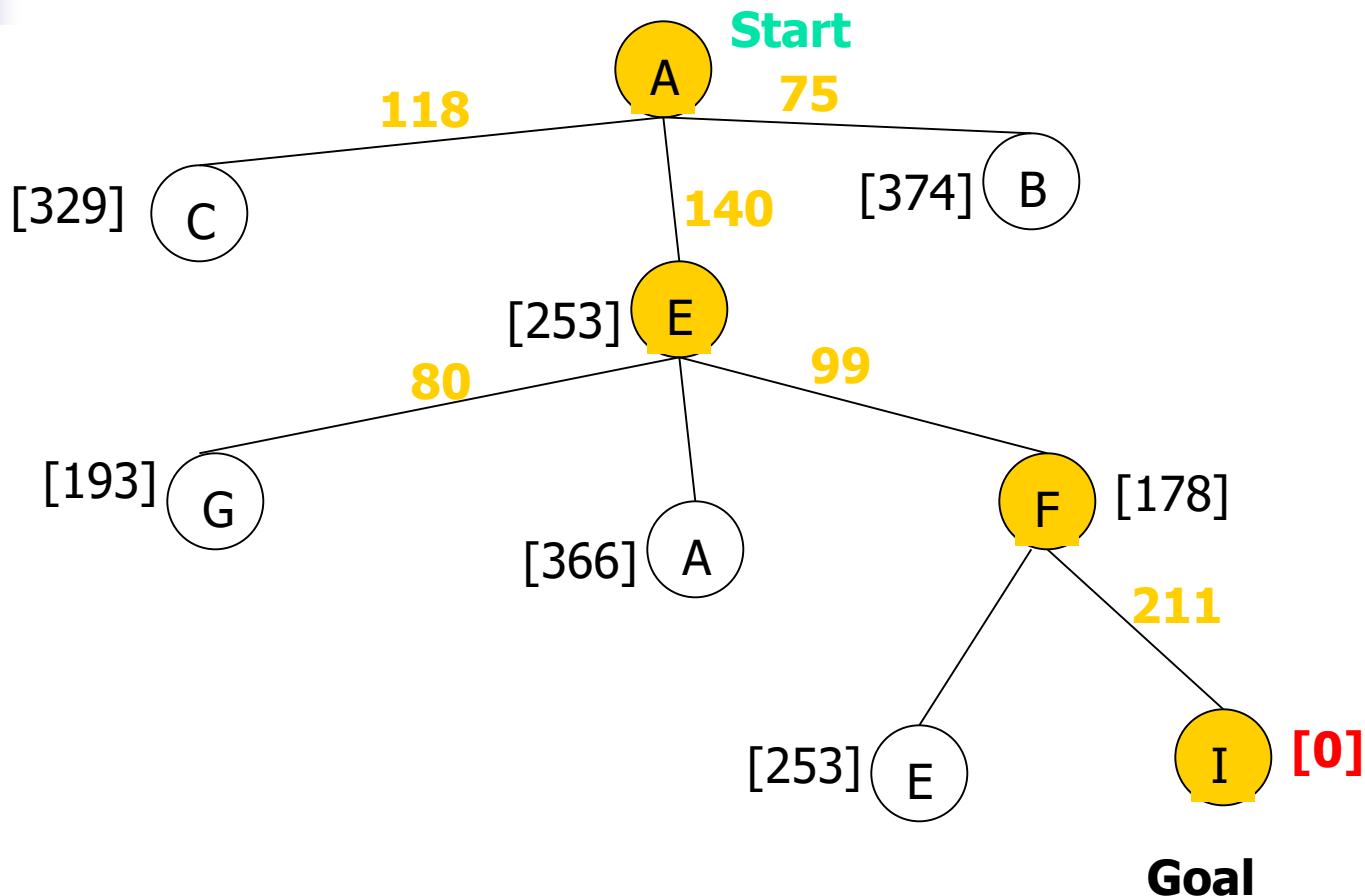 Start
A
118
75
[329]
C
140
[374]
B
[253]
E
80
99
[193]
G
[366]
A
F
[178]
211
[253]
E
I
[0]
Goal